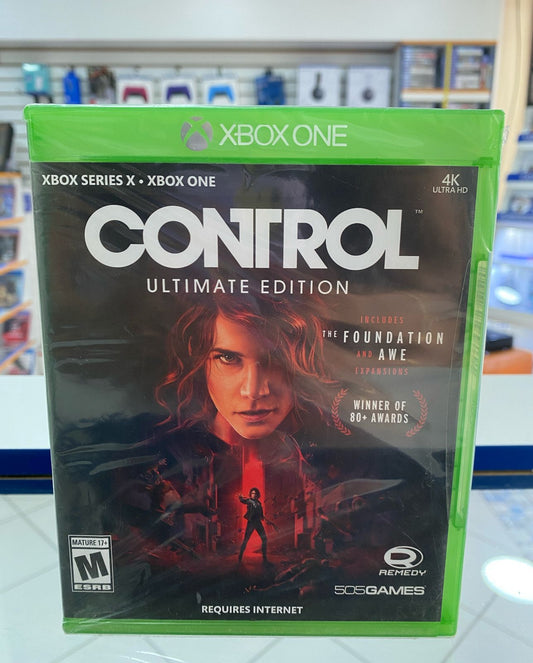 XBOX ONE
XBOX SERIES X • XBOX ONE
4K
ULTRA HD
CONTROL™
ULTIMATE EDITION
INCLUDES
THE FOUNDATION
AND AWE
EXPANSIONS
WINNER OF
80+ AWARDS
MATURE 17+
M
ESRB
R
REMEDY
505GAMES
REQUIRES INTERNET